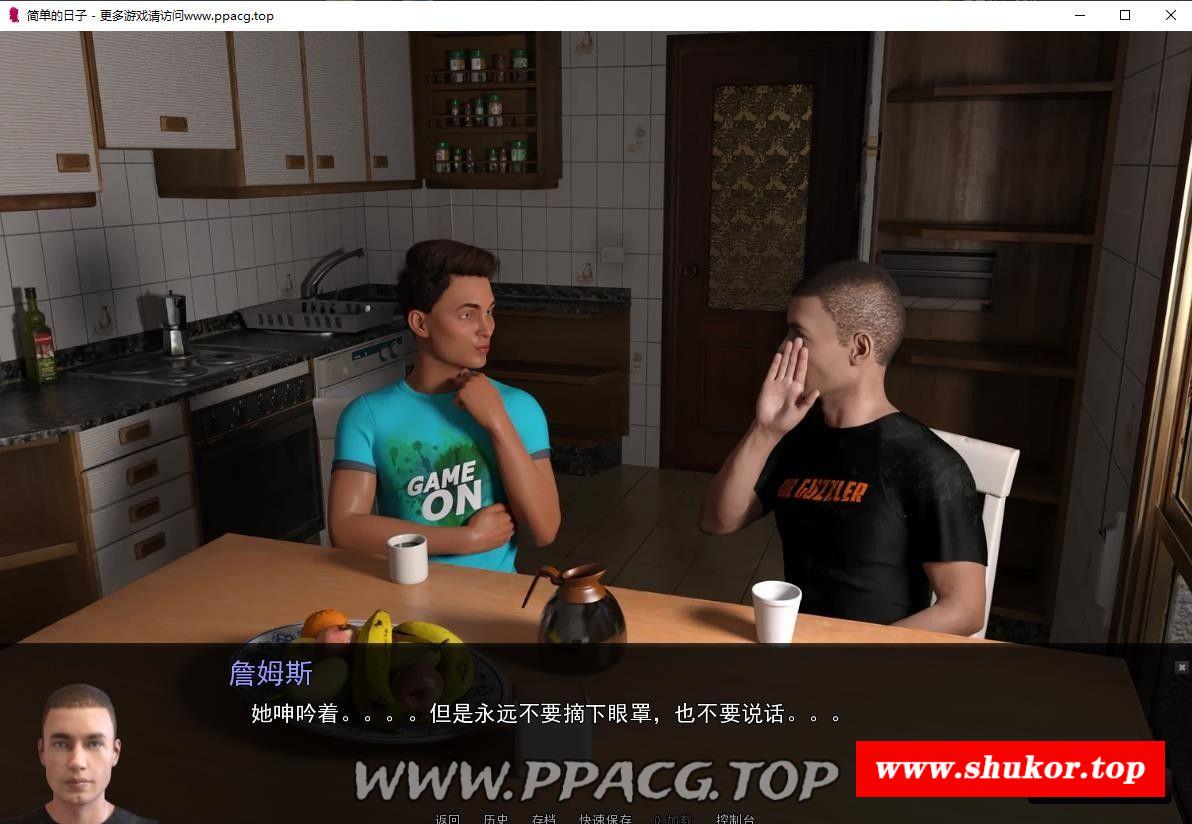 简单的日子 - 更多游戏请访问www.ppacg.top
GAME
ON
DR GUZZLER
詹姆斯
她呻吟着。。。。但是永远不要摘下眼罩，也不要说话。。。
WWW.PPACG.TOP
www.shukor.top
返回 历史 存档 快速保存 Q.加载 控制台